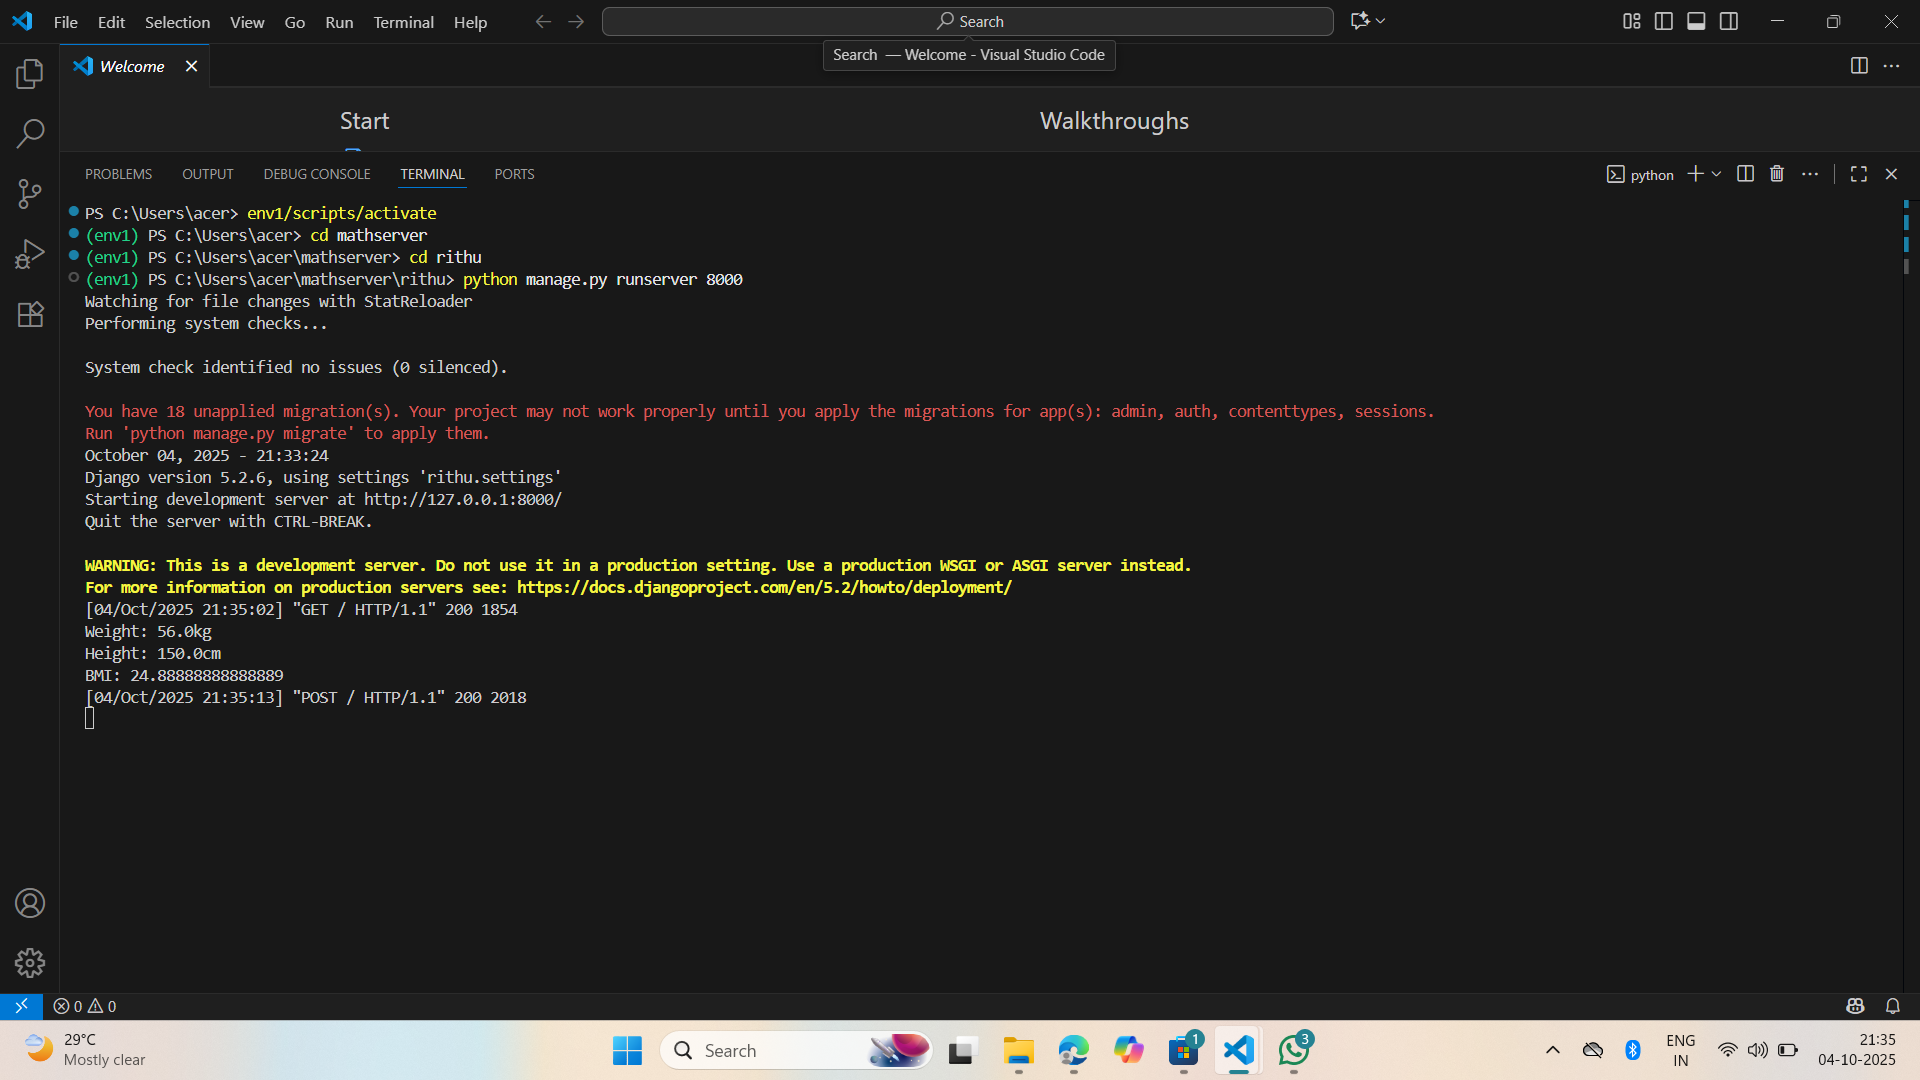 File Edit Selection View Go Run Terminal Help
Search
Search — Welcome - Visual Studio Code
Welcome
Start
Walkthroughs
PROBLEMS OUTPUT DEBUG CONSOLE TERMINAL PORTS
python
PS C:\Users\acer> env1/scripts/activate
(env1) PS C:\Users\acer> cd mathserver
(env1) PS C:\Users\acer\mathserver> cd rithu
(env1) PS C:\Users\acer\mathserver\rithu> python manage.py runserver 8000
Watching for file changes with StatReloader
Performing system checks...
System check identified no issues (0 silenced).
You have 18 unapplied migration(s). Your project may not work properly until you apply the migrations for app(s): admin, auth, contenttypes, sessions.
Run 'python manage.py migrate' to apply them.
October 04, 2025 - 21:33:24
Django version 5.2.6, using settings 'rithu.settings'
Starting development server at http://127.0.0.1:8000/
Quit the server with CTRL-BREAK.
WARNING: This is a development server. Do not use it in a production setting. Use a production WSGI or ASGI server instead.
For more information on production servers see: https://docs.djangoproject.com/en/5.2/howto/deployment/
[04/Oct/2025 21:35:02] "GET / HTTP/1.1" 200 1854
Weight: 56.0kg
Height: 150.0cm
BMI: 24.88888888888889
[04/Oct/2025 21:35:13] "POST / HTTP/1.1" 200 2018
0 0
29°C
Mostly clear
Search
1
3
ENG
IN
21:35
04-10-2025